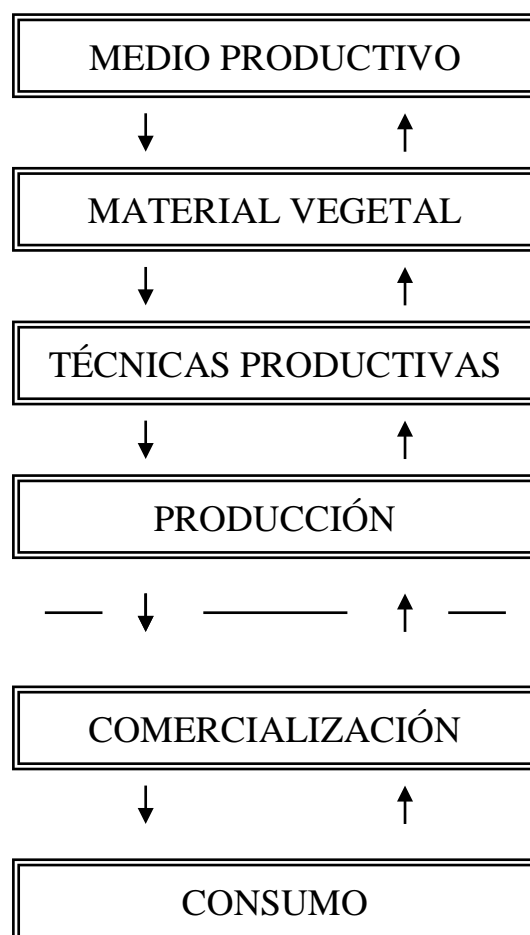 MEDIO PRODUCTIVO
MATERIAL VEGETAL
TÉCNICAS PRODUCTIVAS
PRODUCCIÓN
COMERCIALIZACIÓN
CONSUMO